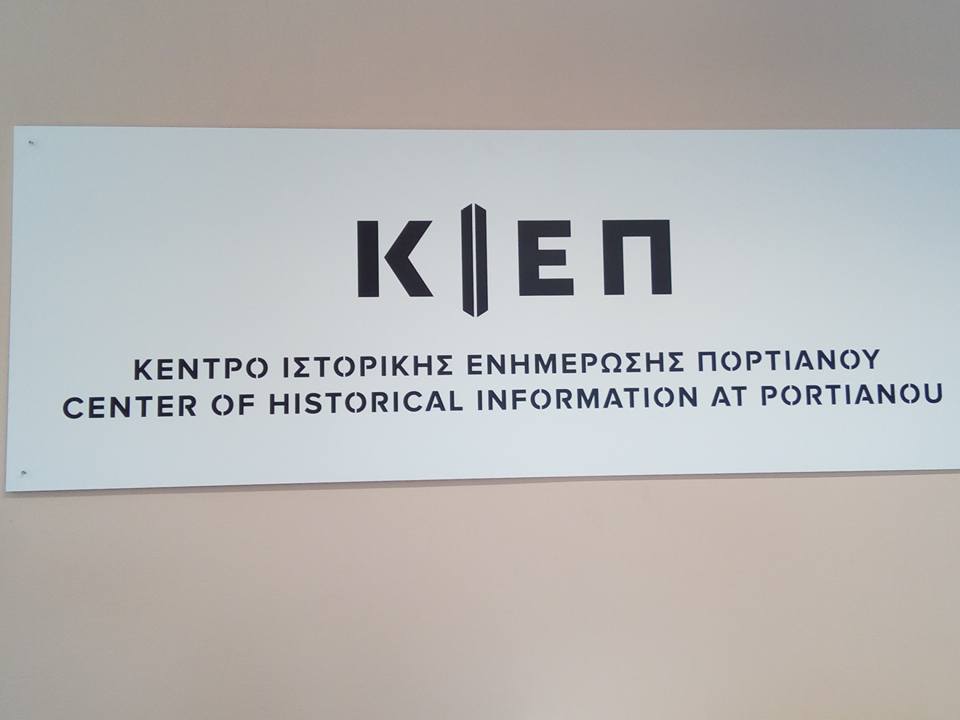 ΚΙΕΠ
ΚΕΝΤΡΟ ΙΣΤΟΡΙΚΗΣ ΕΝΗΜΕΡΩΣΗΣ ΠΟΡΤΙΑΝΟΥ
CENTER OF HISTORICAL INFORMATION AT PORTIANOU